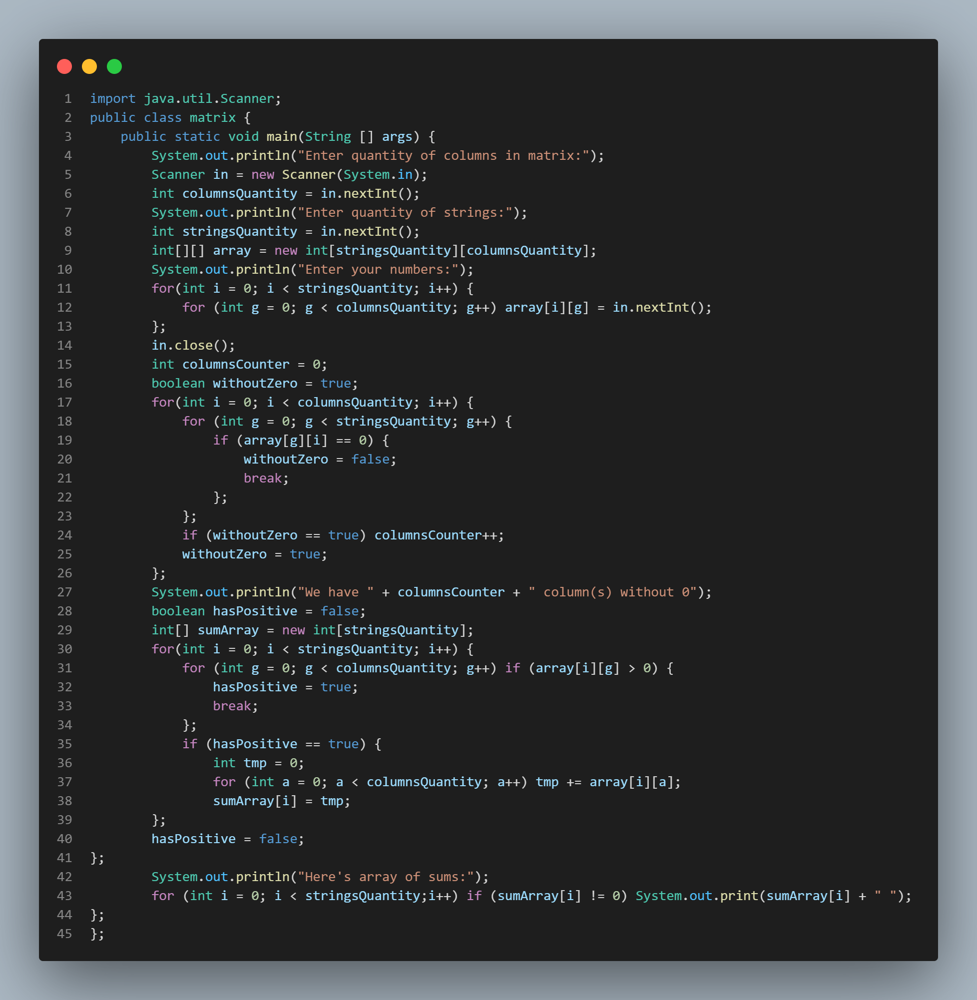 1 import java.util.Scanner;
2 public class matrix {
3     public static void main(String [] args) {
4         System.out.println("Enter quantity of columns in matrix:");
5         Scanner in = new Scanner(System.in);
6         int columnsQuantity = in.nextInt();
7         System.out.println("Enter quantity of strings:");
8         int stringsQuantity = in.nextInt();
9         int[][] array = new int[stringsQuantity][columnsQuantity];
10         System.out.println("Enter your numbers:");
11         for(int i = 0; i < stringsQuantity; i++) {
12             for (int g = 0; g < columnsQuantity; g++) array[i][g] = in.nextInt();
13         };
14         in.close();
15         int columnsCounter = 0;
16         boolean withoutZero = true;
17         for(int i = 0; i < columnsQuantity; i++) {
18             for (int g = 0; g < stringsQuantity; g++) {
19                 if (array[g][i] == 0) {
20                     withoutZero = false;
21                     break;
22                 };
23             };
24             if (withoutZero == true) columnsCounter++;
25             withoutZero = true;
26         };
27         System.out.println("We have " + columnsCounter + " column(s) without 0");
28         boolean hasPositive = false;
29         int[] sumArray = new int[stringsQuantity];
30         for(int i = 0; i < stringsQuantity; i++) {
31             for (int g = 0; g < columnsQuantity; g++) if (array[i][g] > 0) {
32                 hasPositive = true;
33                 break;
34             };
35             if (hasPositive == true) {
36                 int tmp = 0;
37                 for (int a = 0; a < columnsQuantity; a++) tmp += array[i][a];
38                 sumArray[i] = tmp;
39         };
40         hasPositive = false;
41 };
42         System.out.println("Here's array of sums:");
43         for (int i = 0; i < stringsQuantity;i++) if (sumArray[i] != 0) System.out.print(sumArray[i] + " ");
44 };
45 };